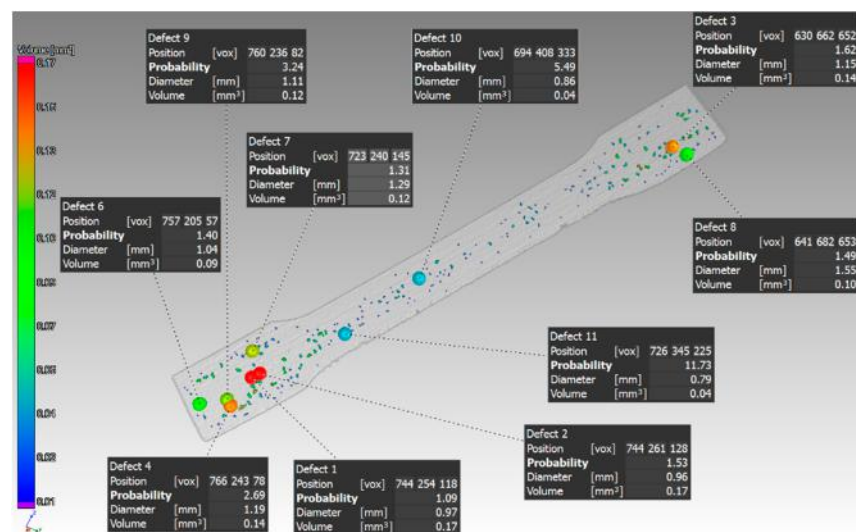 Defect 9
Position [vox] 760 236 82
Probability 3.24
Diameter [mm] 1.11
Volume [mm³] 0.12
Defect 10
Position [vox] 694 408 333
Probability 5.49
Diameter [mm] 0.86
Volume [mm³] 0.04
Defect 3
Position [vox] 630 662 652
Probability 1.62
Diameter [mm] 1.15
Volume [mm³] 0.14
Volume [mm³]
0.17
Defect 7
Position [vox] 723 240 145
Probability 1.31
Diameter [mm] 1.29
Volume [mm³] 0.12
Defect 6
Position [vox] 757 205 57
Probability 1.40
Diameter [mm] 1.04
Volume [mm³] 0.09
Defect 8
Position [vox] 641 682 653
Probability 1.49
Diameter [mm] 1.55
Volume [mm³] 0.10
Defect 11
Position [vox] 726 345 225
Probability 11.73
Diameter [mm] 0.79
Volume [mm³] 0.04
Defect 2
Position [vox] 744 261 128
Probability 1.53
Diameter [mm] 0.96
Volume [mm³] 0.17
Defect 4
Position [vox] 766 243 78
Probability 2.69
Diameter [mm] 1.19
Volume [mm³] 0.14
Defect 1
Position [vox] 744 254 118
Probability 1.09
Diameter [mm] 0.97
Volume [mm³] 0.17
0.01